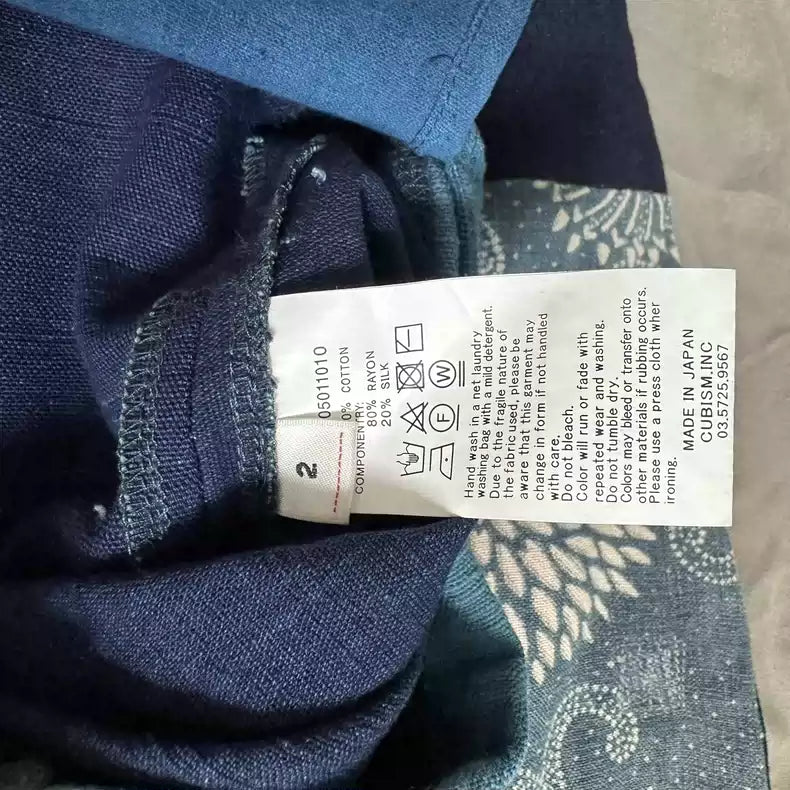 2
05011010
0% COTTON
COMPONENTRY:
80% RAYON
20% SILK
F W
Hand wash in a net laundry
washing bag with a mild detergent.
Due to the fragile nature of
the fabric used, please be
aware that this garment may
change in form if not handled
with care.
Do not bleach.
Color will run or fade with
repeated wear and washing.
Do not tumble dry.
Colors may bleed or transfer onto
other materials if rubbing occurs.
Please use a press cloth wher
ironing.
MADE IN JAPAN
CUBISM.INC
03.5725.9567